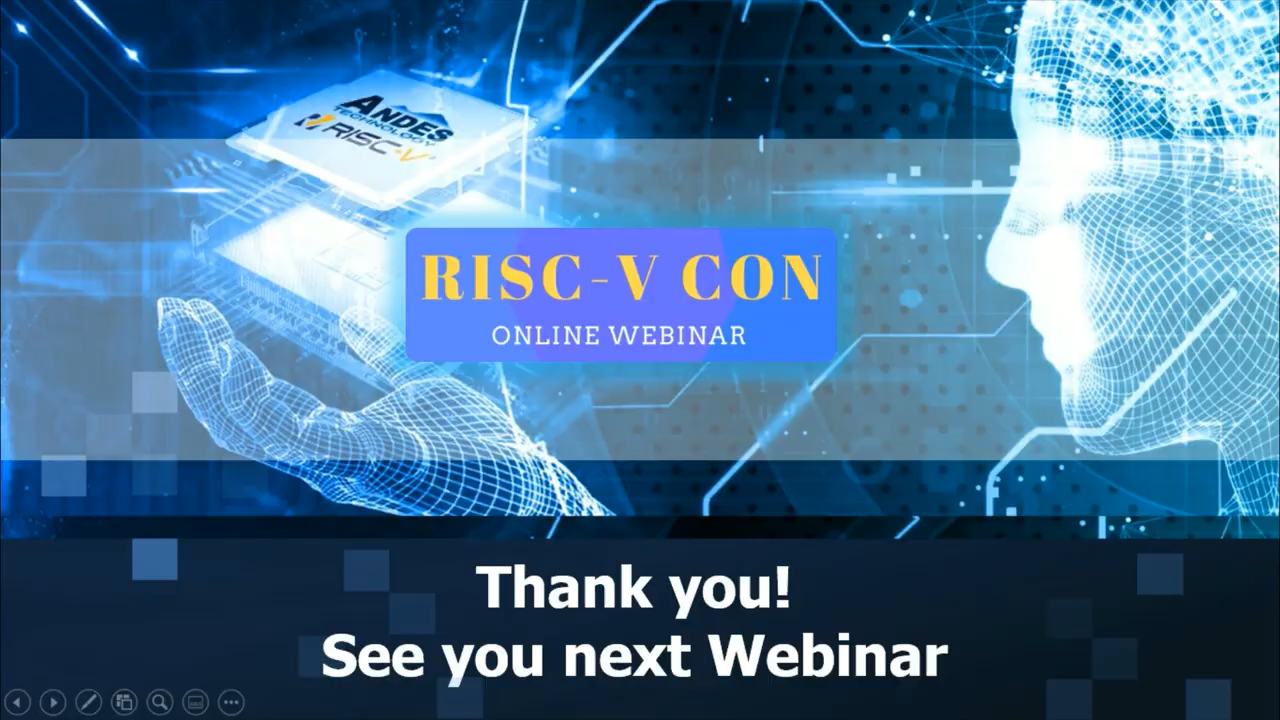 ANDES
TECHNOLOGY
RISC-V
RISC-V CON
ONLINE WEBINAR
Thank you!
See you next Webinar